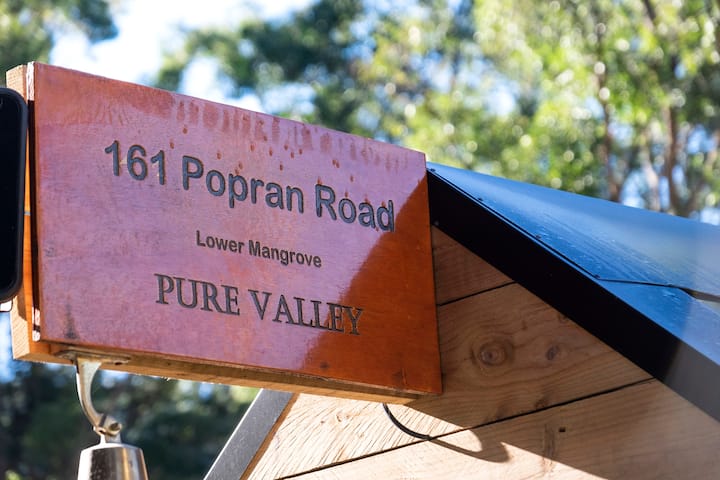 161 Popran Road
Lower Mangrove
PURE VALLEY